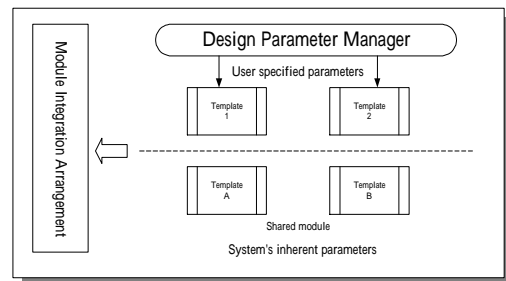 Design Parameter Manager
User specified parameters
Module Integration Arrangement
Template
1
Template
2
Template
A
Template
B
Shared module
System's inherent parameters